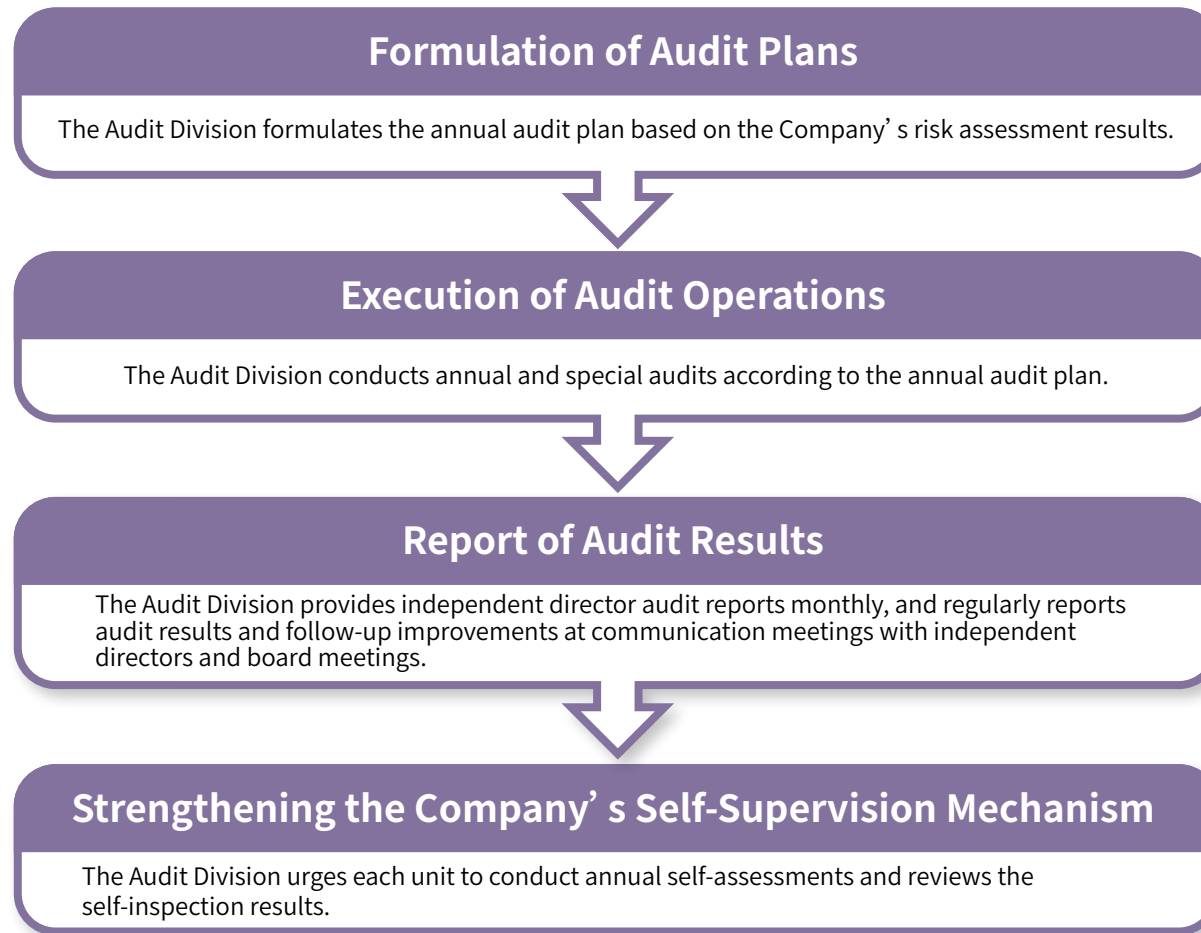 Formulation of Audit Plans
The Audit Division formulates the annual audit plan based on the Company’s risk assessment results.
Execution of Audit Operations
The Audit Division conducts annual and special audits according to the annual audit plan.
Report of Audit Results
The Audit Division provides independent director audit reports monthly, and regularly reports
audit results and follow-up improvements at communication meetings with independent
directors and board meetings.
Strengthening the Company’s Self-Supervision Mechanism
The Audit Division urges each unit to conduct annual self-assessments and reviews the
self-inspection results.